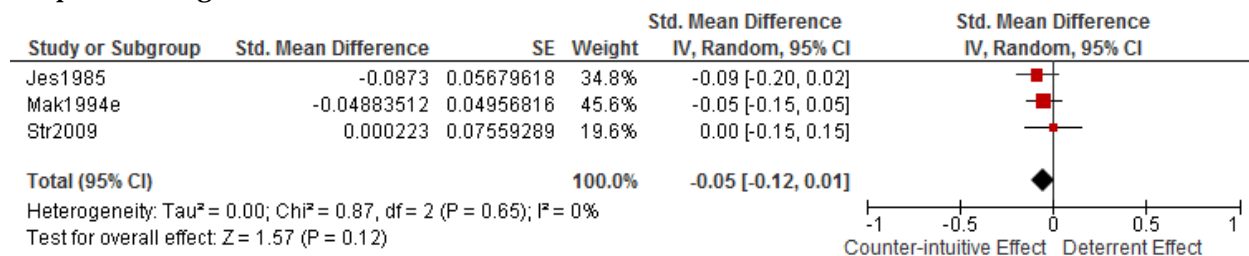 Std. Mean Difference Std. Mean Difference
Study or Subgroup Std. Mean Difference SE Weight IV, Random, 95% CI IV, Random, 95% CI
Jes1985 -0.0873 0.05679618 34.8% -0.09 [-0.20, 0.02]
Mak1994e -0.04883512 0.04956816 45.6% -0.05 [-0.15, 0.05]
Str2009 0.000223 0.07559289 19.6% 0.00 [-0.15, 0.15]
Total (95% CI) 100.0% -0.05 [-0.12, 0.01]
Heterogeneity: Tau² = 0.00; Chi² = 0.87, df = 2 (P = 0.65); I² = 0%
Test for overall effect: Z = 1.57 (P = 0.12)
-1 -0.5 0 0.5 1
Counter-intuitive Effect Deterrent Effect